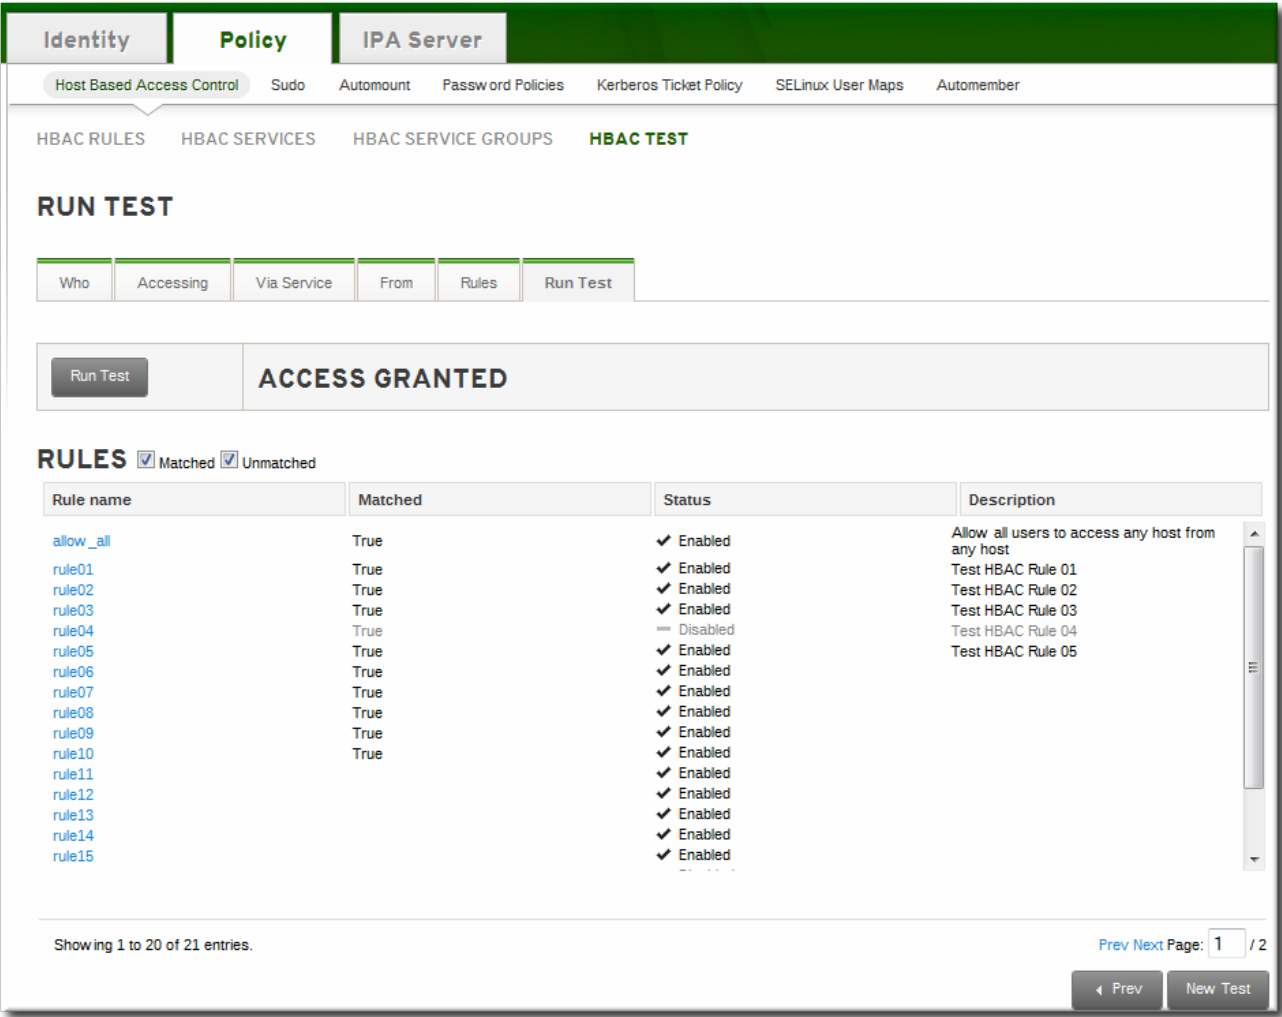 Identity Policy IPA Server
Host Based Access Control Sudo Automount Password Policies Kerberos Ticket Policy SELinux User Maps Automember
HBAC RULES HBAC SERVICES HBAC SERVICE GROUPS HBAC TEST
RUN TEST
Who Accessing Via Service From Rules Run Test
Run Test ACCESS GRANTED
RULES Matched Unmatched
Rule name Matched Status Description
allow_all True Enabled Allow all users to access any host from
any host
rule01 True Enabled Test HBAC Rule 01
rule02 True Enabled Test HBAC Rule 02
rule03 True Enabled Test HBAC Rule 03
rule04 True Disabled Test HBAC Rule 04
rule05 True Enabled Test HBAC Rule 05
rule06 True Enabled
rule07 True Enabled
rule08 True Enabled
rule09 True Enabled
rule10 True Enabled
rule11 Enabled
rule12 Enabled
rule13 Enabled
rule14 Enabled
rule15 Enabled
Showing 1 to 20 of 21 entries. Prev Next Page: 1 / 2
Prev New Test